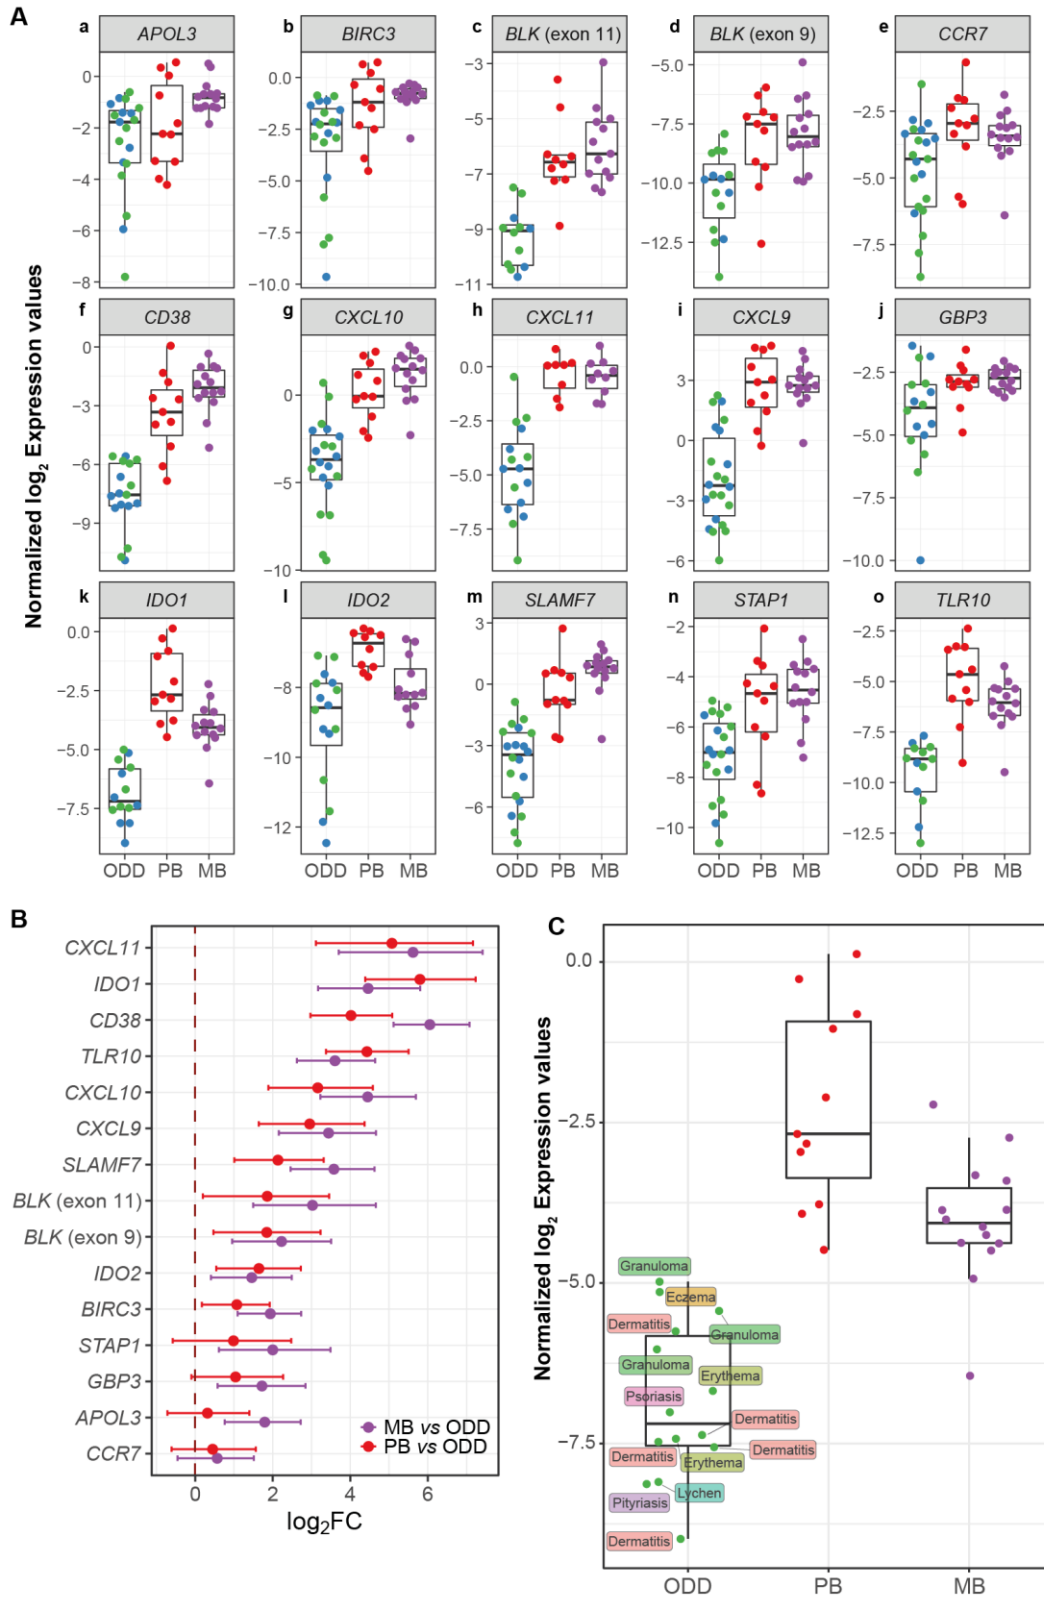 A
Normalized log2 Expression values
a APOL3
b BIRC3
c BLK (exon 11)
d BLK (exon 9)
e CCR7
0 −2 −4 −6 −8
0.0 −2.5 −5.0 −7.5 −10.0
−3 −5 −7 −9 −11
−5.0 −7.5 −10.0 −12.5
−2.5 −5.0 −7.5
f CD38
g CXCL10
h CXCL11
i CXCL9
j GBP3
0 −3 −6 −9
0 −5 −10
0.0 −2.5 −5.0 −7.5
3 0 −3 −6
−2.5 −5.0 −7.5 −10.0
k IDO1
l IDO2
m SLAMF7
n STAP1
o TLR10
0.0 −2.5 −5.0 −7.5
−8 −10 −12
3 0 −3 −6
−2 −4 −6 −8 −10
−2.5 −5.0 −7.5 −10.0 −12.5
ODD PB MB
ODD PB MB
ODD PB MB
ODD PB MB
ODD PB MB
B
CXCL11
IDO1
CD38
TLR10
CXCL10
CXCL9
SLAMF7
BLK (exon 11)
BLK (exon 9)
IDO2
BIRC3
STAP1
GBP3
APOL3
CCR7
MB vs ODD
PB vs ODD
0 2 4 6
log2FC
C
Normalized log2 Expression values
0.0
−2.5
−5.0
−7.5
Granuloma
Eczema
Dermatitis
Granuloma
Granuloma
Erythema
Psoriasis
Dermatitis
Dermatitis
Dermatitis
Erythema
Lychen
Pityriasis
Dermatitis
ODD PB MB